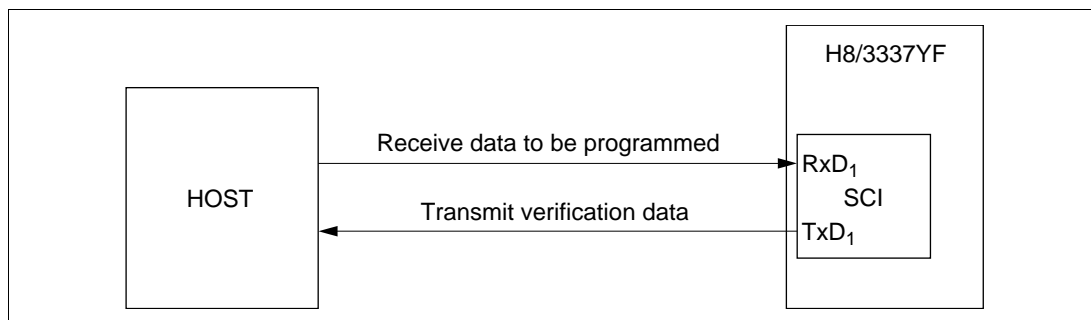 H8/3337YF
Receive data to be programmed
RxD₁
HOST
SCI
Transmit verification data
TxD₁